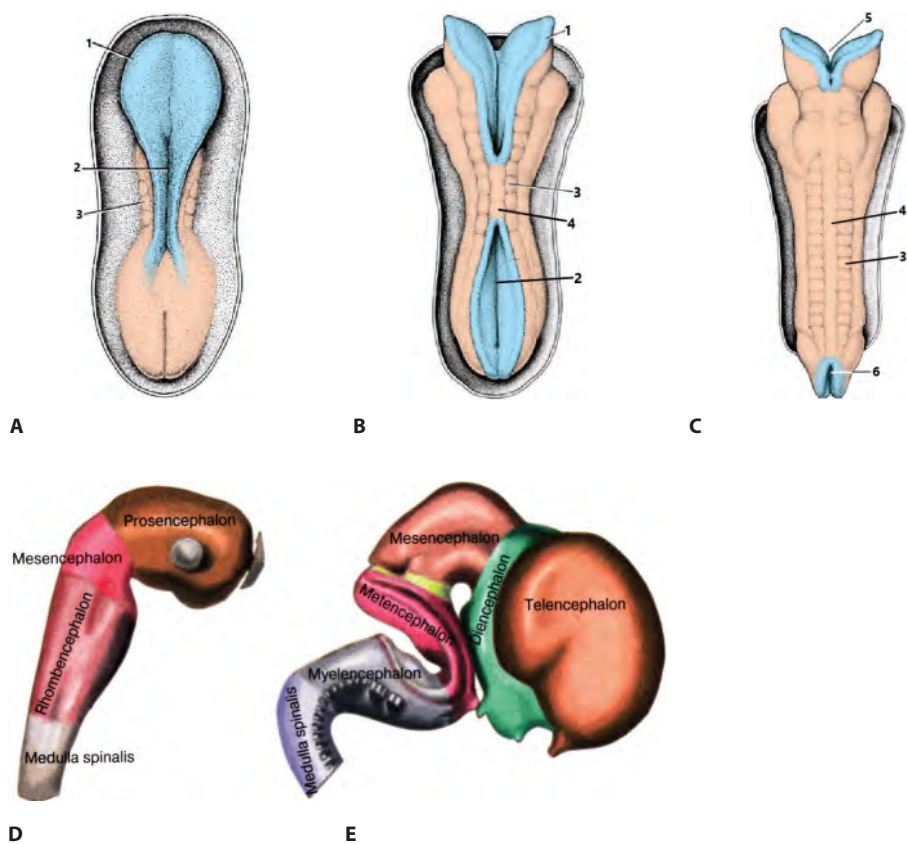 1
2
3
1
3
4
2
5
4
3
6
A
B
C
Prosencephalon
Mesencephalon
Rhombencephalon
Medulla spinalis
Mesencephalon
Metencephalon
Diencephalon
Telencephalon
Myelencephalon
Medulla spinalis
D
E